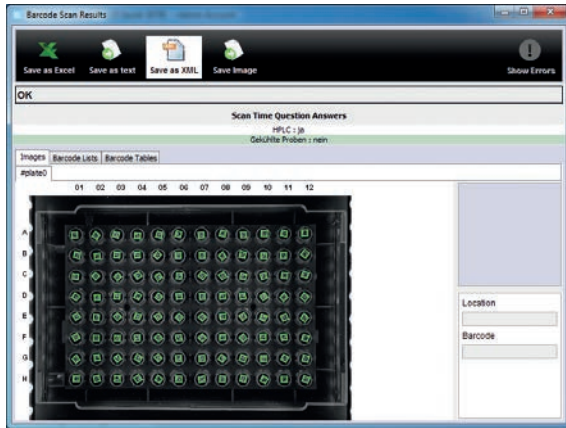 Barcode Scan Results
Save as Excel Save as text Save as XML Save Image Show Errors
OK
Scan Time Question Answers
HPLC : ja
Gekühlte Proben : nein
Images Barcode Lists Barcode Tables
#plate0
01 02 03 04 05 06 07 08 09 10 11 12
A
B
C
D
E
F
G
H
Location
Barcode